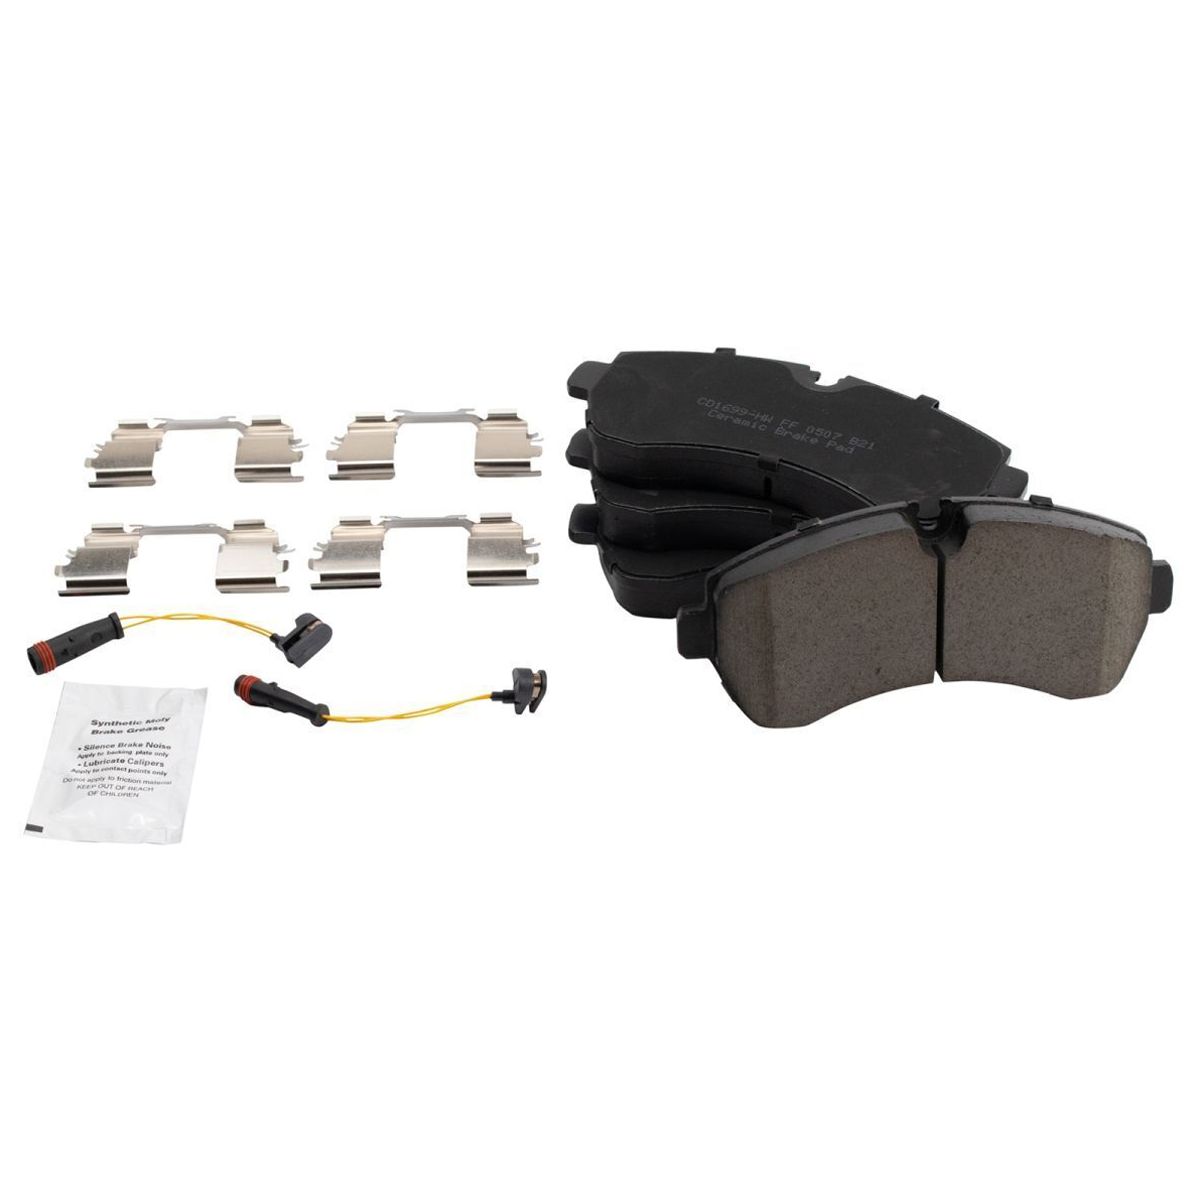 CD1699-HW FF 0507 B21
Ceramic Brake Pad
Synthetic Moly
Brake Grease
• Silence Brake Noise
Apply to backing plate only
• Lubricate Calipers
Apply to contact points only
Do not apply to friction material
KEEP OUT OF REACH
OF CHILDREN